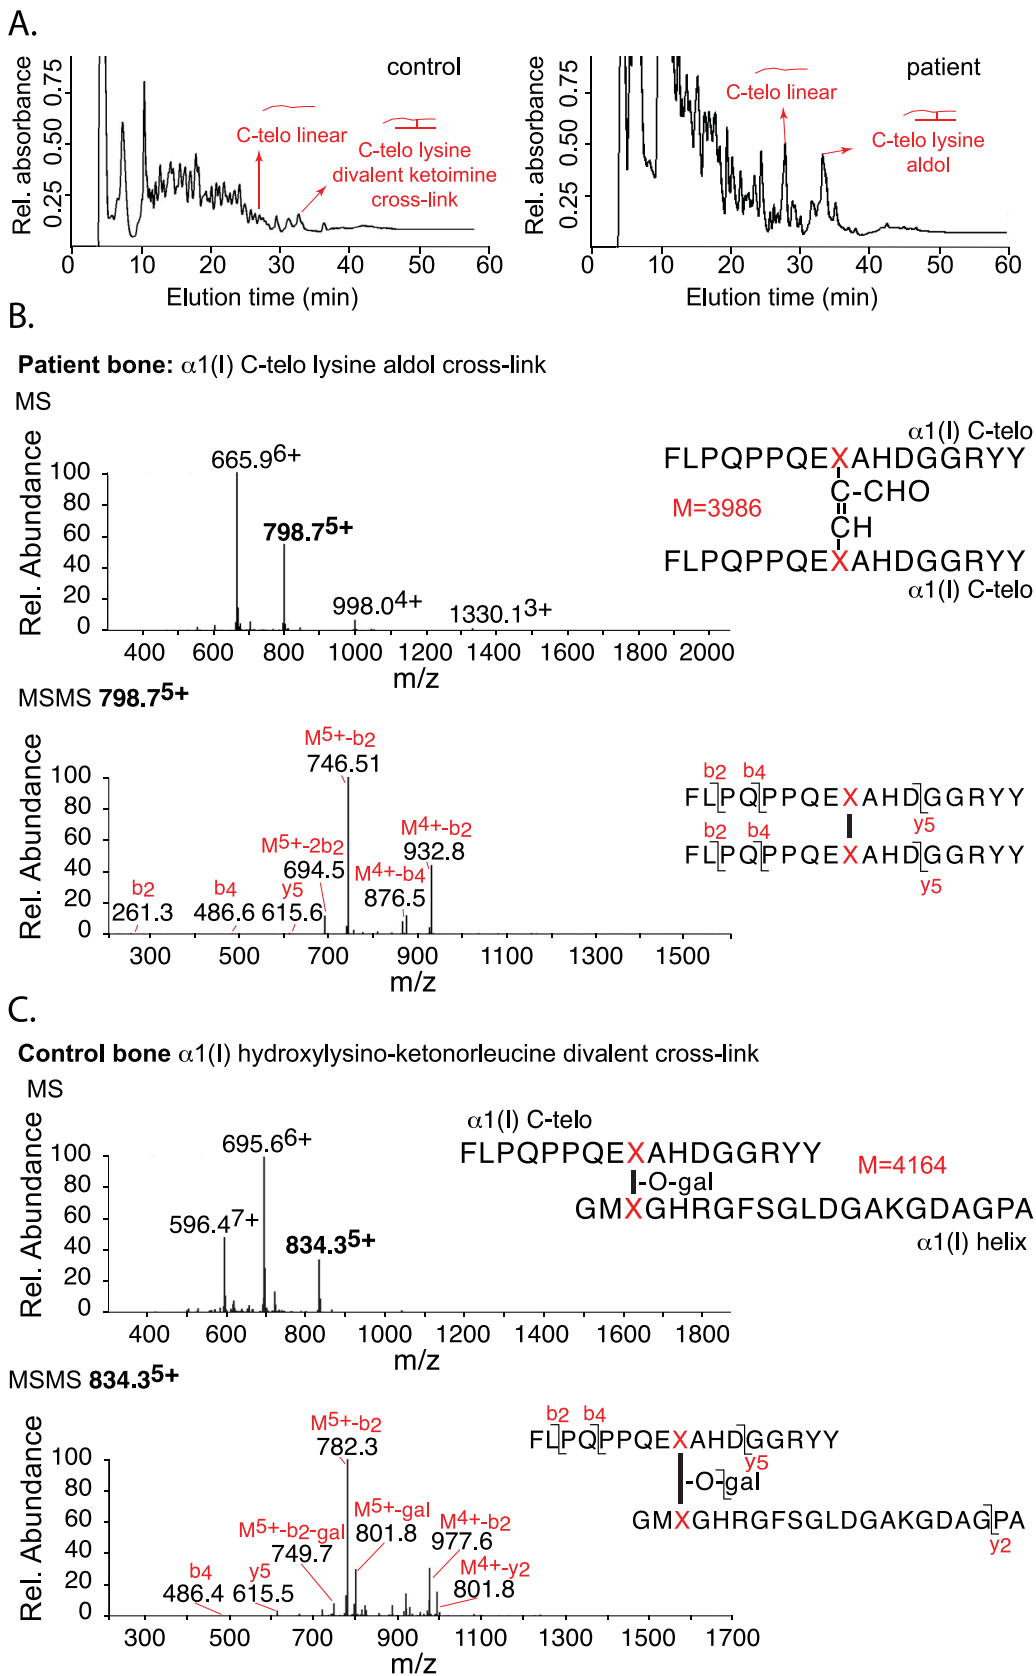 A.
control
C-telo linear
C-telo lysine
divalent ketoimine
cross-link
Rel. absorbance
0.25 0.50 0.75
0 10 20 30 40 50 60
Elution time (min)
patient
C-telo linear
C-telo lysine
aldol
Rel. absorbance
0.25 0.50 0.75
0 10 20 30 40 50 60
Elution time (min)
B.
Patient bone: α1(I) C-telo lysine aldol cross-link
MS
Rel. Abundance
100
80
60
40
20
0
665.9⁶⁺
798.7⁵⁺
998.0⁴⁺
1330.1³⁺
400 600 800 1000 1200 1400 1600 1800 2000
m/z
α1(I) C-telo
FLPQPPQEXAHDGGRYY
C-CHO
M=3986
CH
FLPQPPQEXAHDGGRYY
α1(I) C-telo
MSMS 798.7⁵⁺
Rel. Abundance
100
80
60
40
20
0
M⁵⁺-b2
746.51
M⁵⁺-2b2
694.5
M⁴⁺-b2
932.8
M⁴⁺-b4
876.5
b2
261.3
b4
486.6
y5
615.6
300 500 700 900 1100 1300 1500
m/z
b2 b4
FLPQPPQEXAHDGGRYY
y5
b2 b4
FLPQPPQEXAHDGGRYY
y5
C.
Control bone α1(I) hydroxylysino-ketonorleucine divalent cross-link
MS
Rel. Abundance
100
80
60
40
20
0
695.6⁶⁺
596.4⁷⁺
834.3⁵⁺
400 600 800 1000 1200 1400 1600 1800
m/z
α1(I) C-telo
FLPQPPQEXAHDGGRYY
M=4164
-O-gal
GMXGHRGFSGLDGAKGDAGPA
α1(I) helix
MSMS 834.3⁵⁺
Rel. Abundance
100
80
60
40
20
0
M⁵⁺-b2
782.3
M⁵⁺-gal
801.8
M⁵⁺-b2-gal
749.7
M⁴⁺-b2
977.6
M⁴⁺-y2
801.8
b4
486.4
y5
615.5
300 500 700 900 1100 1300 1500 1700
m/z
b2 b4
FLPQPPQEXAHDGGRYY
y5
-O-gal
GMXGHRGFSGLDGAKGDAGPA
y2